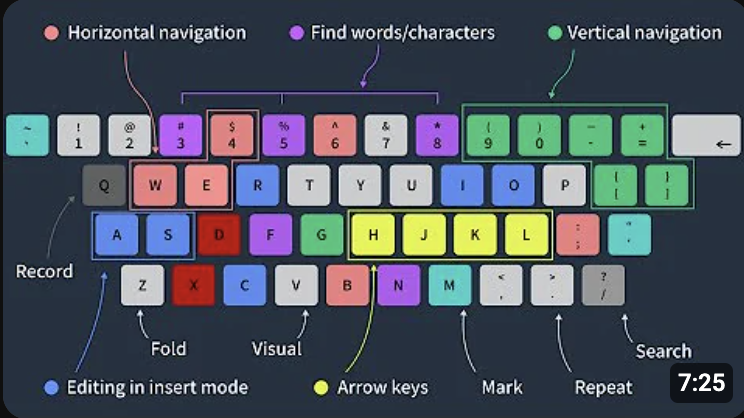 Horizontal navigation Find words/characters Vertical navigation
~ ! @ # $ % ^ & * ( ) — +
` 1 2 3 4 5 6 7 8 9 0 - = ←
Q W E R T Y U I O P { }
[ ]
A S D F G H J K L : "
; '
Record
Z X C V B N M < > ?
, . /
Fold Visual Search
Editing in insert mode Arrow keys Mark Repeat
7:25